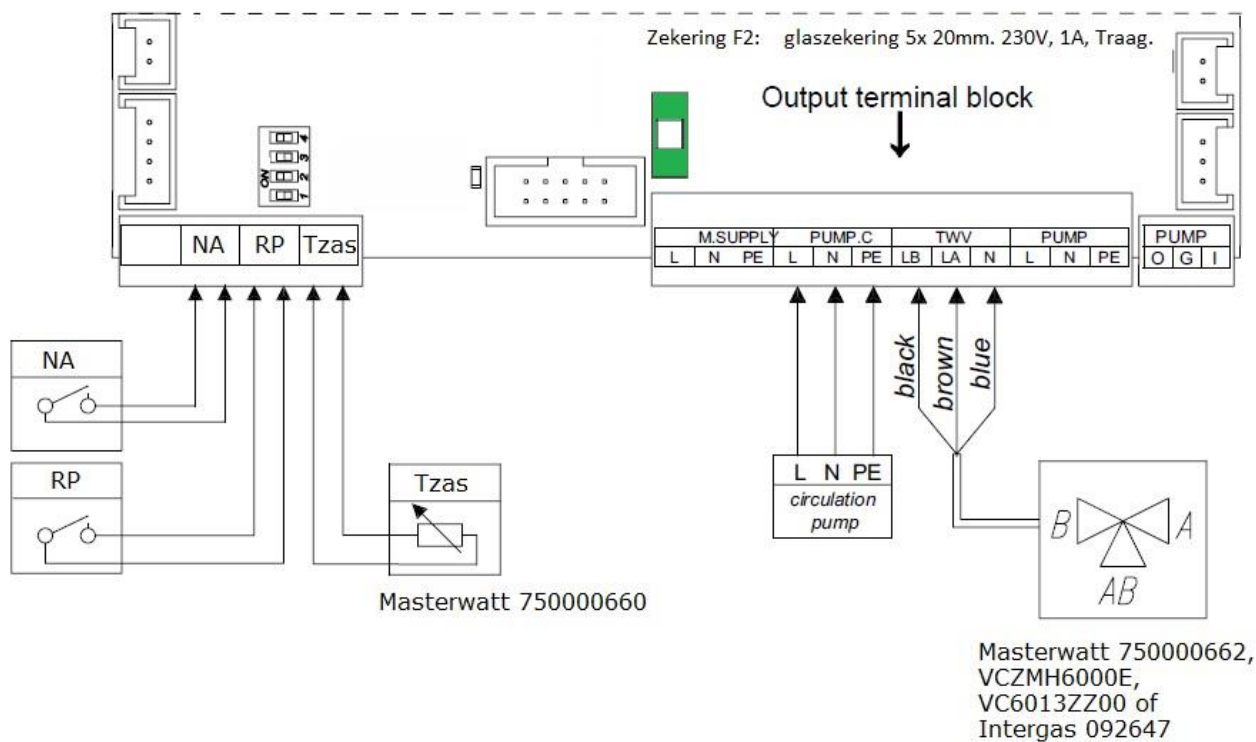 Zekering F2: glaszekering 5x 20mm. 230V, 1A, Traag.
Output terminal block
ON
1 2 3 4
NA RP Tzas
M.SUPPLY PUMP.C TWV PUMP
L N PE L N PE LB LA N L N PE
PUMP
O G I
NA
RP
Tzas
Masterwatt 750000660
L N PE
circulation
pump
black
brown
blue
B A
AB
Masterwatt 750000662,
VCZMH6000E,
VC6013ZZ00 of
Intergas 092647